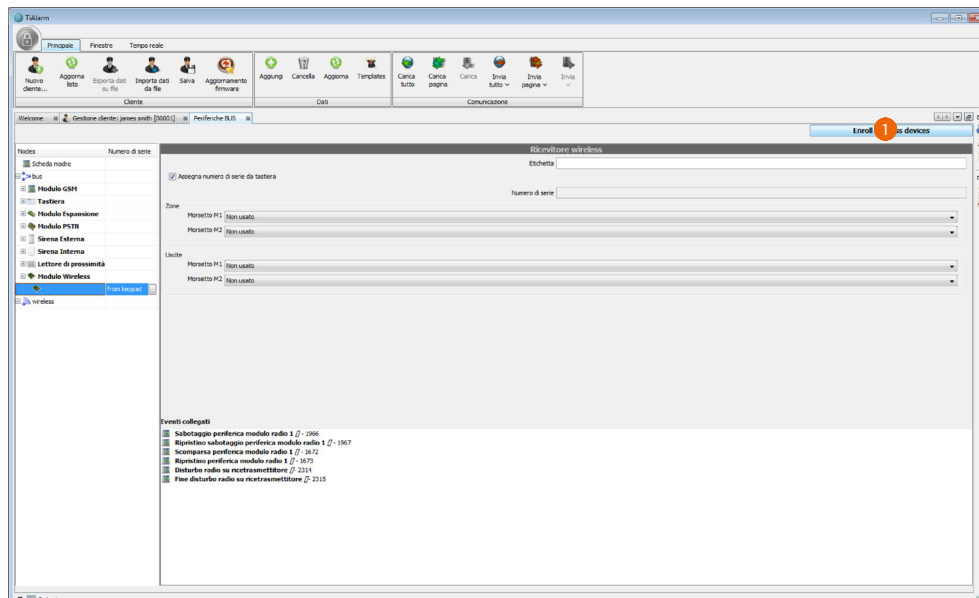 TiAlarm
Principale Finestre Tempo reale
Nuovo cliente... Aggiorna lista Esporta dati su file Importa dati da file Salva Aggiornamento firmware Aggiungi Cancella Aggiorna Templates Carica tutto Carica pagina Carica Invia tutto Invia pagina Invia
Cliente Dati Comunicazione
Welcome Gestione cliente: james smith [00001] Periferiche BUS
Enroll 1 ss devices
Nodes Numero di serie
Ricevitore wireless
Scheda madre
Etichetta
bus
Assegna numero di serie da tastiera
Modulo GSM
Numero di serie
Tastiera
Zone
Modulo Espansione
Morsetto M1 Non usato
Modulo PSTN
Morsetto M2 Non usato
Sirena Esterna
Sirena Interna
Uscite
Lettore di prossimità
Morsetto M1 Non usato
Modulo Wireless
Morsetto M2 Non usato
from keypad ...
wireless
Eventi collegati
Sabotaggio periferica modulo radio 1 [] - 1966
Ripristino sabotaggio periferica modulo radio 1 [] - 1967
Scomparsa periferica modulo radio 1 [] - 1672
Ripristino periferica modulo radio 1 [] - 1673
Disturbo radio su ricetrasmettitore []- 2314
Fine disturbo radio su ricetrasmettitore []- 2315